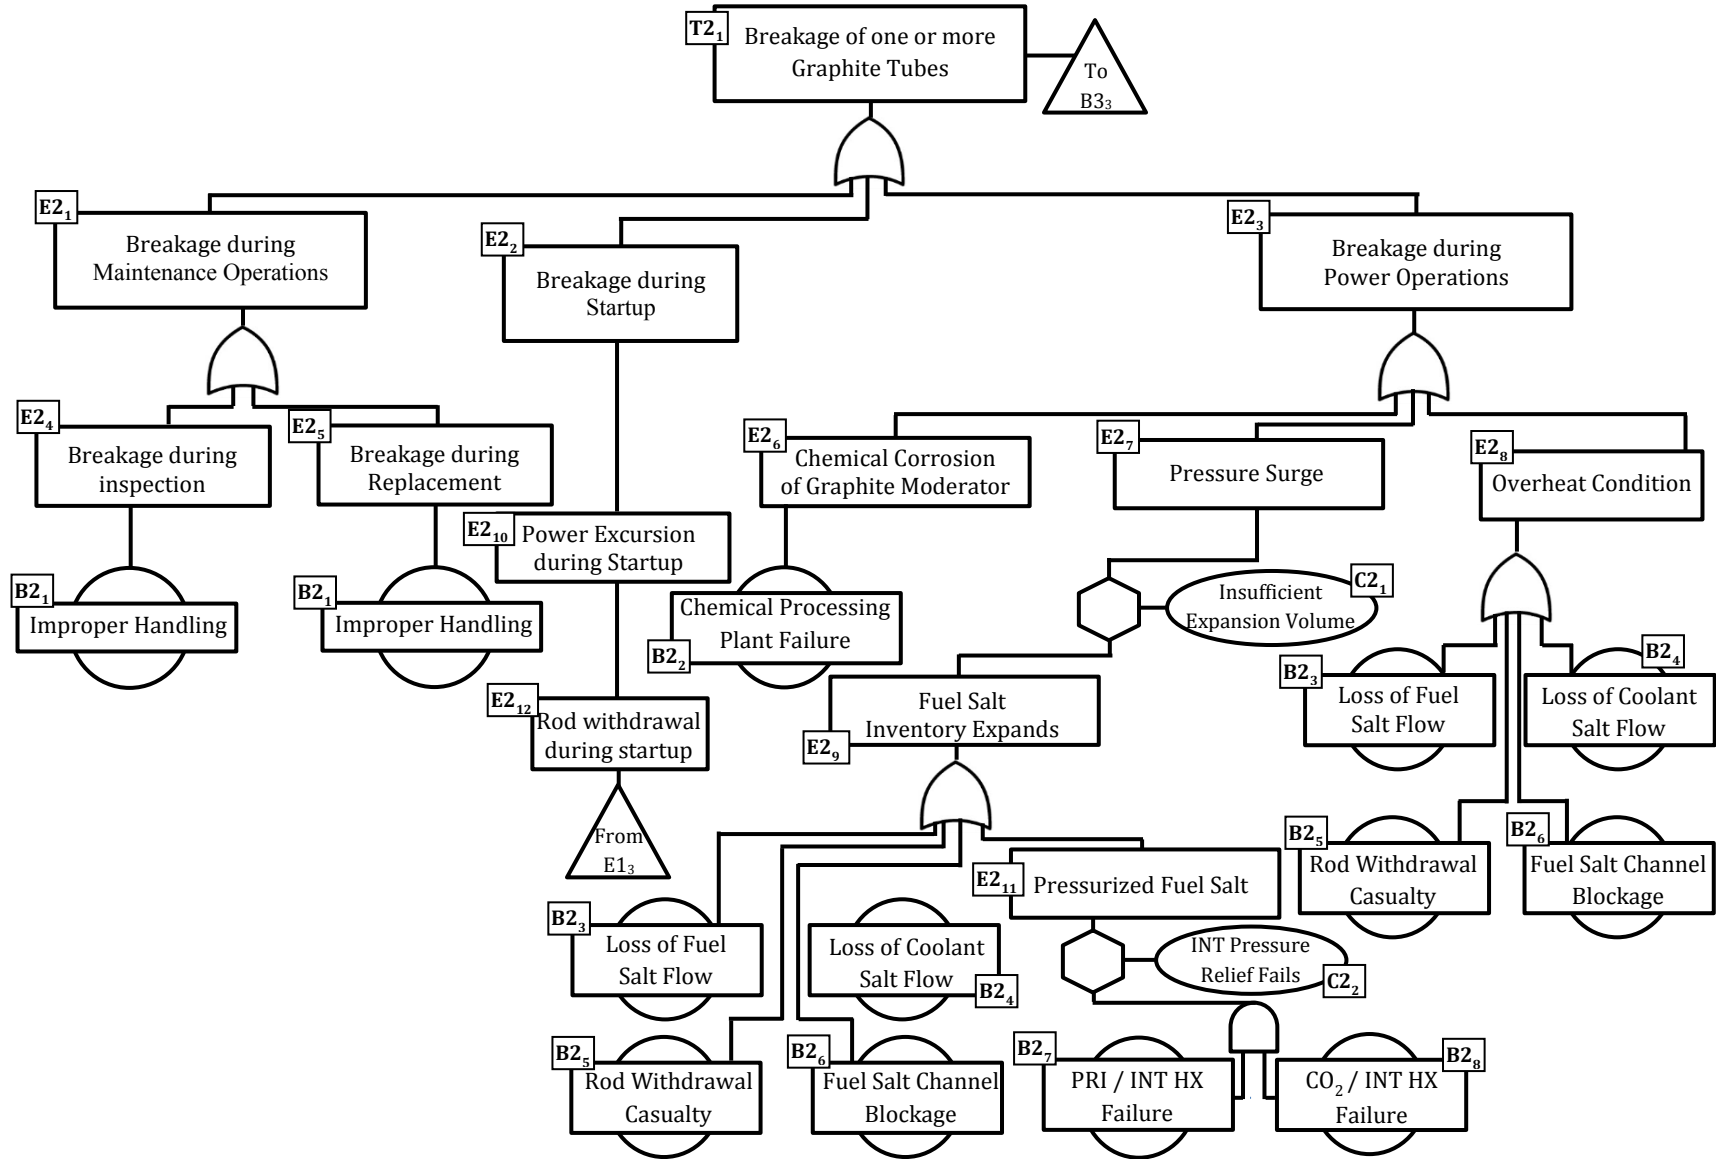 T2₁
Breakage of one or more
Graphite Tubes
To
B3₃
E2₁
Breakage during
Maintenance Operations
E2₂
Breakage during
Startup
E2₃
Breakage during
Power Operations
E2₄
Breakage during
inspection
E2₅
Breakage during
Replacement
E2₆
Chemical Corrosion
of Graphite Moderator
E2₇
Pressure Surge
E2₈
Overheat Condition
E2₁₀
Power Excursion
during Startup
B2₁
Improper Handling
B2₁
Improper Handling
Chemical Processing
Plant Failure
B2₂
Insufficient
Expansion Volume
C2₁
E2₁₂
Rod withdrawal
during startup
From
E1₃
Fuel Salt
Inventory Expands
E2₉
B2₃
Loss of Fuel
Salt Flow
B2₄
Loss of Coolant
Salt Flow
B2₅
Rod Withdrawal
Casualty
B2₆
Fuel Salt Channel
Blockage
E2₁₁
Pressurized Fuel Salt
B2₃
Loss of Fuel
Salt Flow
Loss of Coolant
Salt Flow
B2₄
INT Pressure
Relief Fails
C2₂
B2₅
Rod Withdrawal
Casualty
B2₆
Fuel Salt Channel
Blockage
B2₇
PRI / INT HX
Failure
B2₈
CO₂ / INT HX
Failure